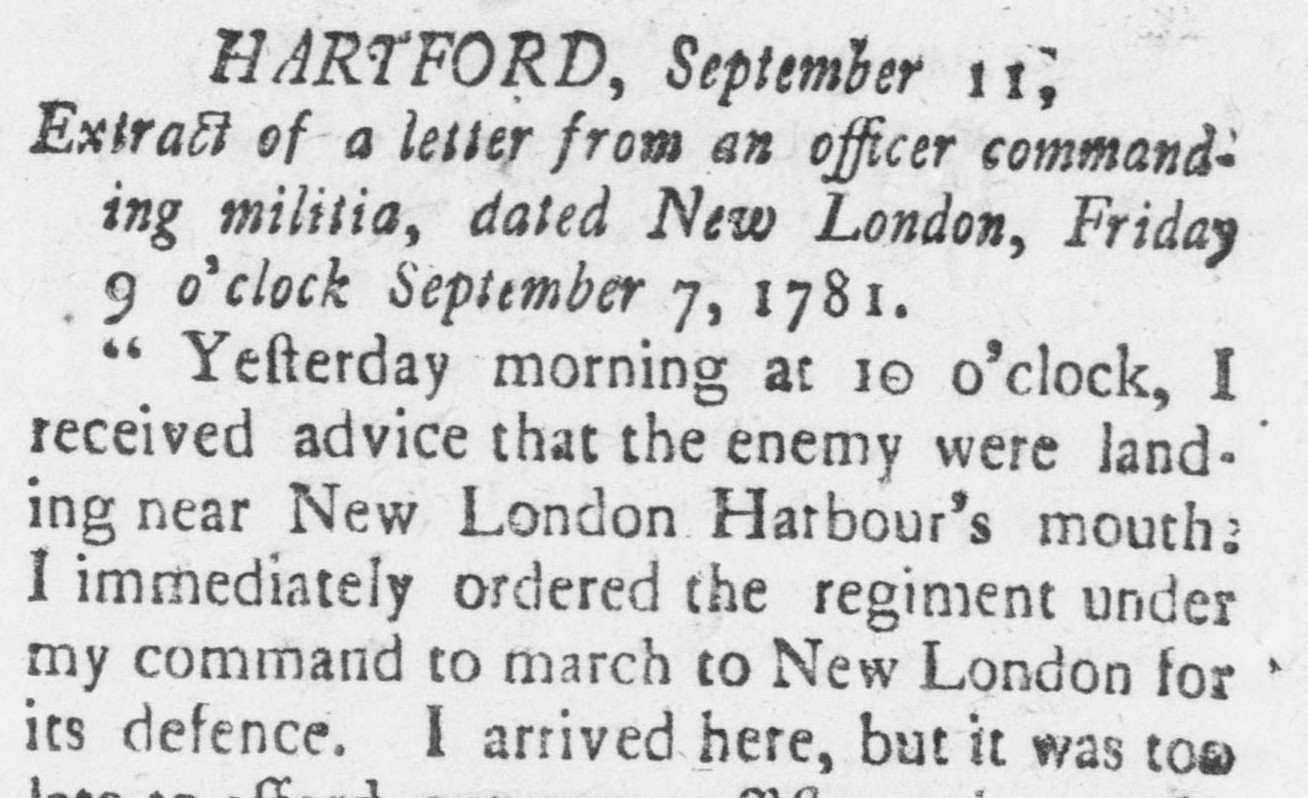 HARTFORD, September 11,
Extract of a letter from an officer command-
ing militia, dated New London, Friday
9 o'clock September 7, 1781.
“ Yeſterday morning at 10 o'clock, I
received advice that the enemy were land-
ing near New London Harbour's mouth:
I immediately ordered the regiment under
my command to march to New London for
its defence. I arrived here, but it was too